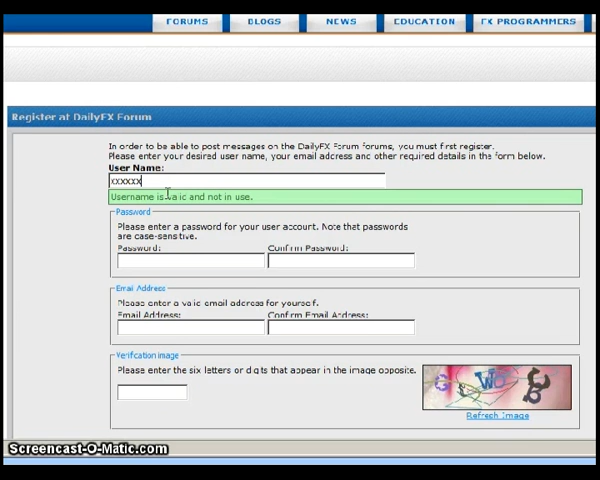 FORUMS BLOGS NEWS EDUCATION FX PROGRAMMERS
Register at DailyFX Forum
In order to be able to post messages on the DailyFX Forum forums, you must first register.
Please enter your desired user name, your email address and other required details in the form below.
User Name:
xxxxxx
Username is valid and not in use.
Password
Please enter a password for your user account. Note that passwords
are case-sensitive.
Password: Confirm Password:
Email Address
Please enter a valid email address for yourself.
Email Address: Confirm Email Address:
Verification Image
Please enter the six letters or digits that appear in the image opposite.
Refresh Image
Screencast-O-Matic.com